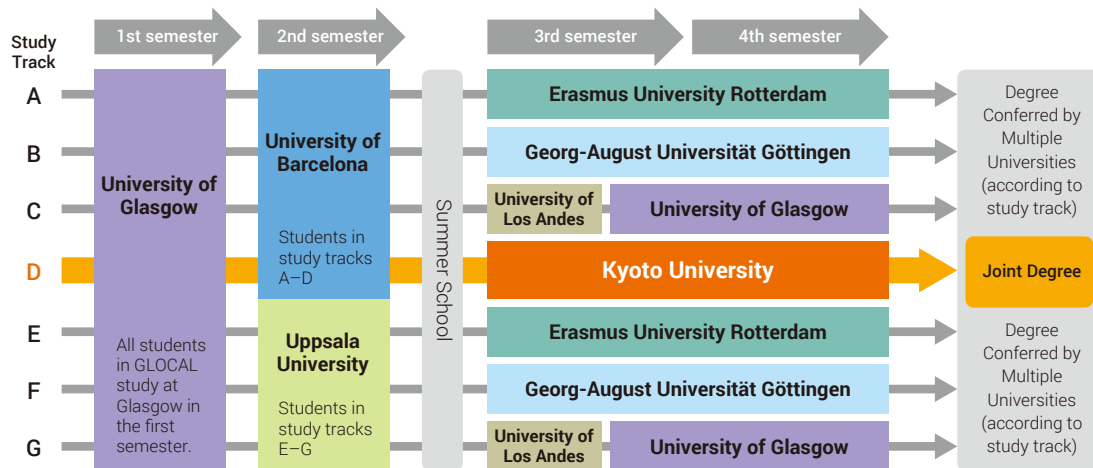 1st semester
2nd semester
3rd semester
4th semester
Study
Track
A
B
C
D
E
F
G
University of
Glasgow
All students
in GLOCAL
study at
Glasgow in
the first
semester.
University of
Barcelona
Students in
study tracks
A–D
Uppsala
University
Students in
study tracks
E–G
Summer School
Erasmus University Rotterdam
Georg-August Universität Göttingen
University of
Los Andes
University of Glasgow
Kyoto University
Erasmus University Rotterdam
Georg-August Universität Göttingen
University of
Los Andes
University of Glasgow
Degree
Conferred by
Multiple
Universities
(according to
study track)
Joint Degree
Degree
Conferred by
Multiple
Universities
(according to
study track)